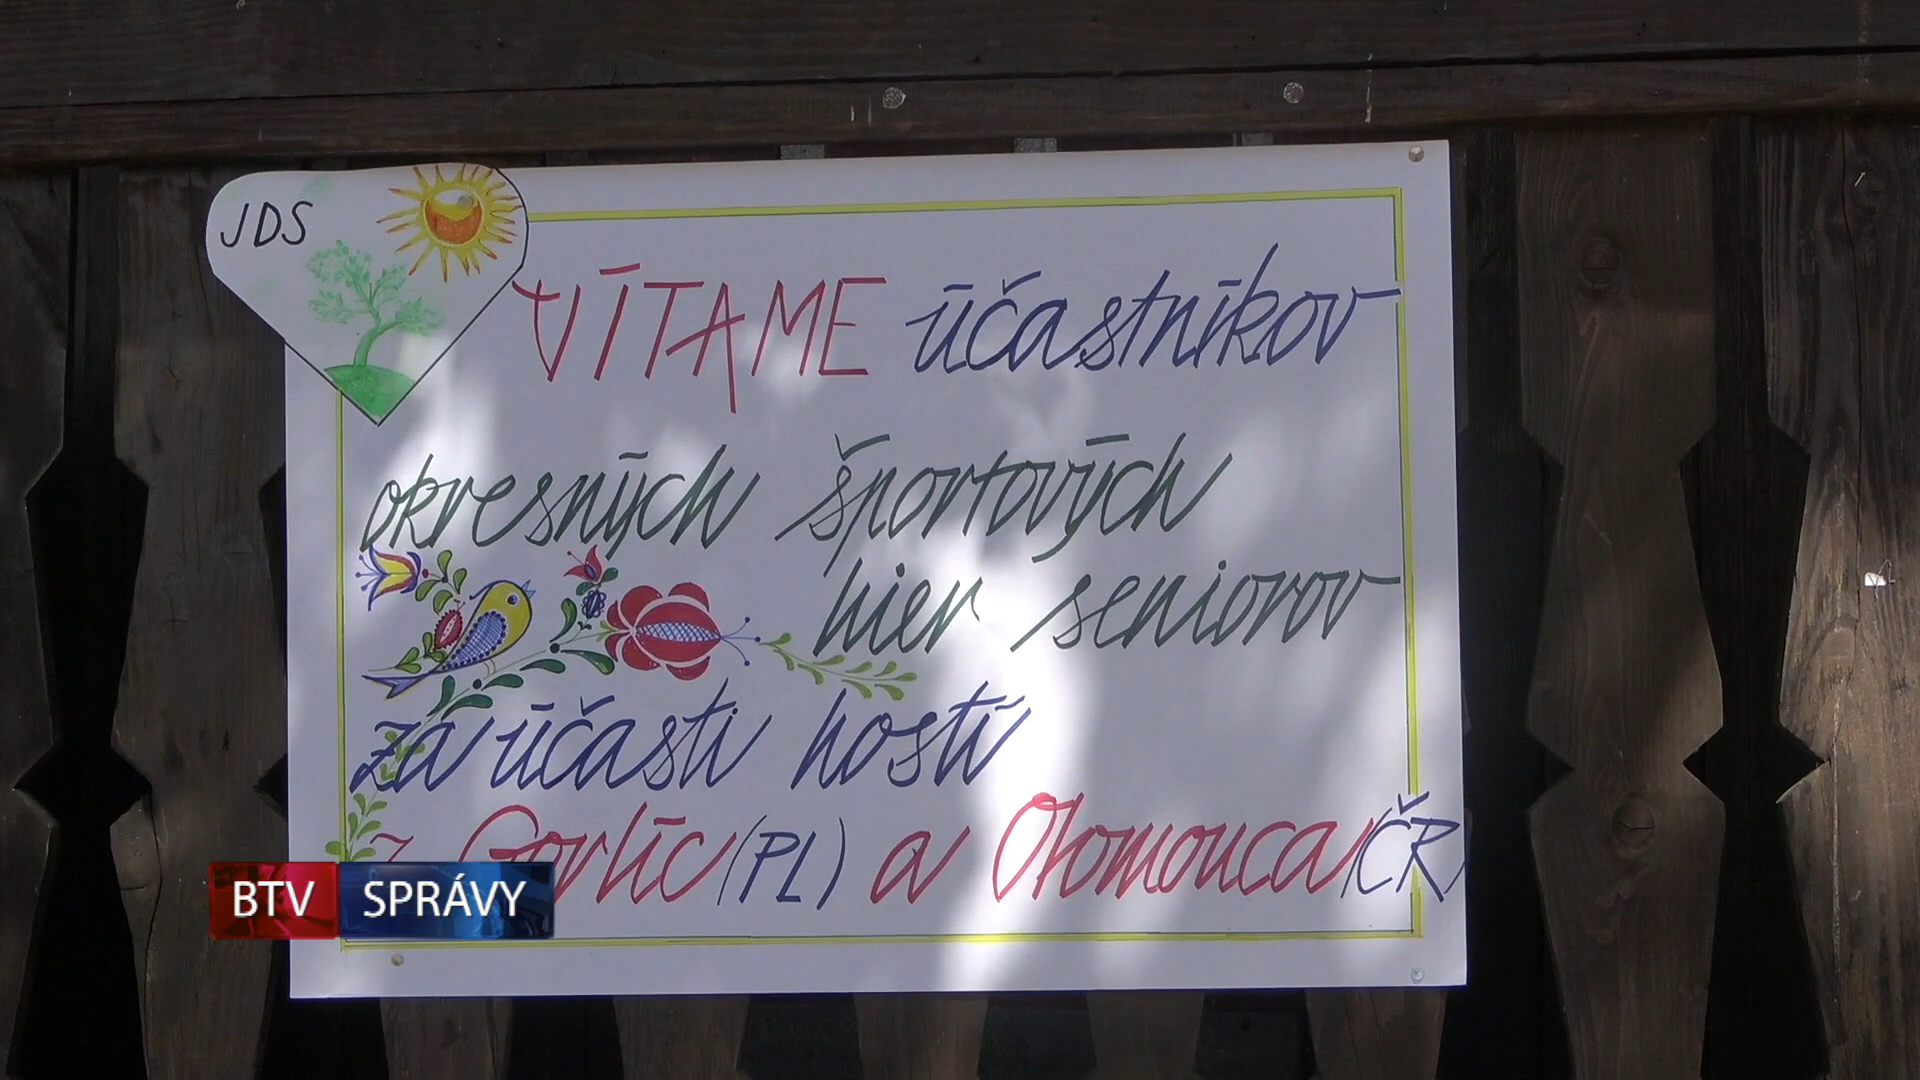 JDS
VÍTAME účastníkov
okresných športových
hier seniorov
za účasti hostí
z Gorlíc (PL) a Olomouca (ČR)
BTV SPRÁVY